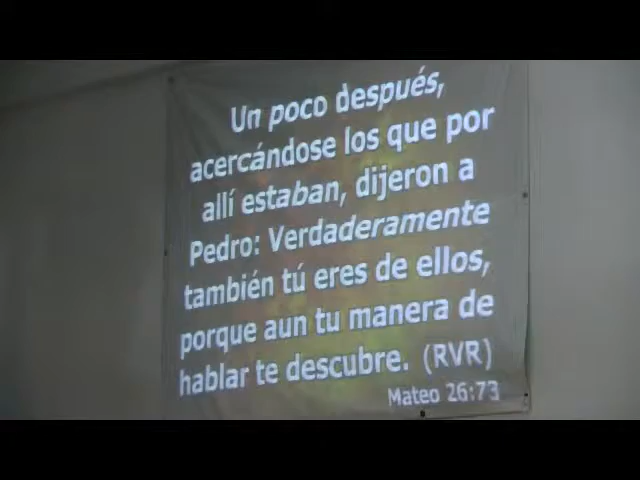 Un poco después,
acercándose los que por
allí estaban, dijeron a
Pedro: Verdaderamente
también tú eres de ellos,
porque aun tu manera de
hablar te descubre. (RVR)
Mateo 26:73